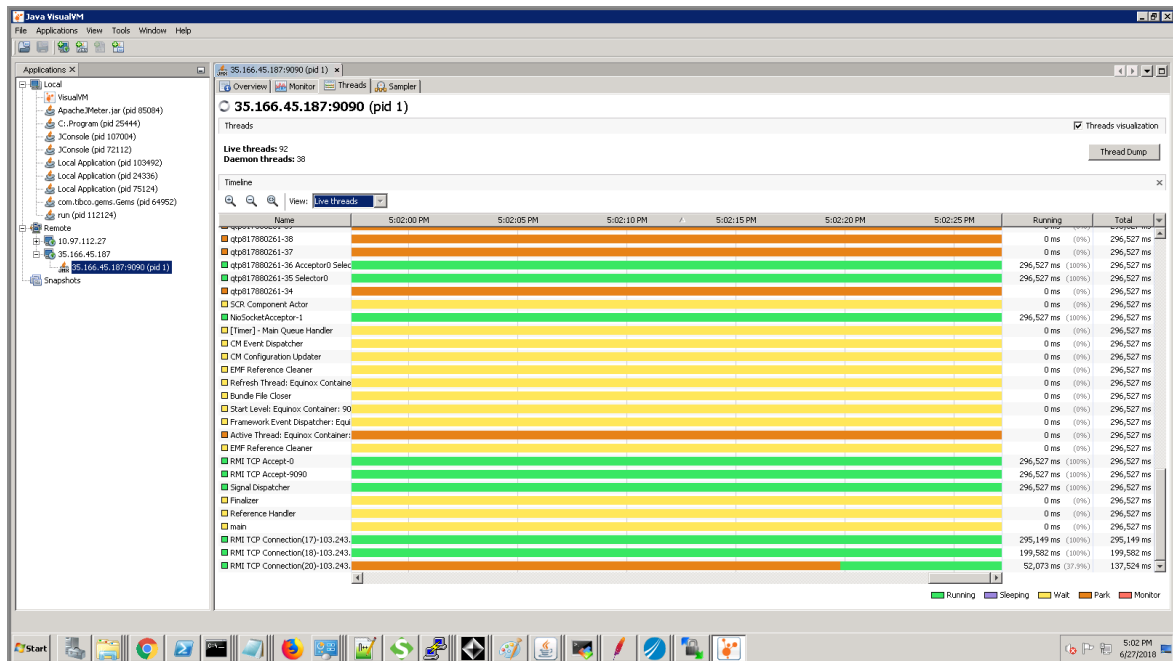 Java VisualVM
File Applications View Tools Window Help
Applications
Local
VisualVM
ApacheJMeter.jar (pid 85084)
C:.Program (pid 25444)
JConsole (pid 107004)
JConsole (pid 72112)
Local Application (pid 103492)
Local Application (pid 24336)
Local Application (pid 75124)
com.tibco.gems.Gems (pid 64952)
run (pid 112124)
Remote
10.97.112.27
35.166.45.187
35.166.45.187:9090 (pid 1)
Snapshots
35.166.45.187:9090 (pid 1)
Overview Monitor Threads Sampler
35.166.45.187:9090 (pid 1)
Threads Threads visualization
Live threads: 92
Daemon threads: 38
Thread Dump
Timeline
View: Live threads
Name 5:02:00 PM 5:02:05 PM 5:02:10 PM 5:02:15 PM 5:02:20 PM 5:02:25 PM Running Total
qtp817880261-38 0 ms (0%) 296,527 ms
qtp817880261-37 0 ms (0%) 296,527 ms
qtp817880261-36 Acceptor0 Selec 296,527 ms (100%) 296,527 ms
qtp817880261-35 Selector0 296,527 ms (100%) 296,527 ms
qtp817880261-34 0 ms (0%) 296,527 ms
SCR Component Actor 0 ms (0%) 296,527 ms
NioSocketAcceptor-1 296,527 ms (100%) 296,527 ms
[Timer] - Main Queue Handler 0 ms (0%) 296,527 ms
CM Event Dispatcher 0 ms (0%) 296,527 ms
CM Configuration Updater 0 ms (0%) 296,527 ms
EMF Reference Cleaner 0 ms (0%) 296,527 ms
Refresh Thread: Equinox Containe 0 ms (0%) 296,527 ms
Bundle File Closer 0 ms (0%) 296,527 ms
Start Level: Equinox Container: 90 0 ms (0%) 296,527 ms
Framework Event Dispatcher: Equi 0 ms (0%) 296,527 ms
Active Thread: Equinox Container: 0 ms (0%) 296,527 ms
EMF Reference Cleaner 0 ms (0%) 296,527 ms
RMI TCP Accept-0 296,527 ms (100%) 296,527 ms
RMI TCP Accept-9090 296,527 ms (100%) 296,527 ms
Signal Dispatcher 296,527 ms (100%) 296,527 ms
Finalizer 0 ms (0%) 296,527 ms
Reference Handler 0 ms (0%) 296,527 ms
main 0 ms (0%) 296,527 ms
RMI TCP Connection(17)-103.243. 295,149 ms (100%) 295,149 ms
RMI TCP Connection(18)-103.243. 199,582 ms (100%) 199,582 ms
RMI TCP Connection(20)-103.243. 52,073 ms (37.9%) 137,524 ms
Running Sleeping Wait Park Monitor
Start
5:02 PM
6/27/2018